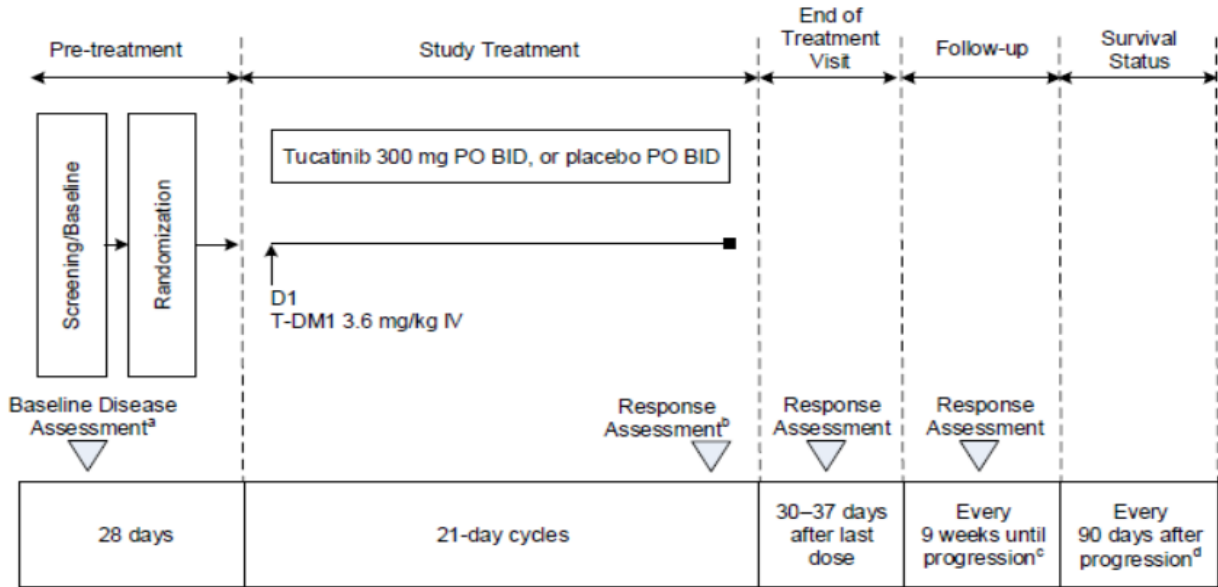 Pre-treatment
Study Treatment
End of
Treatment
Visit
Follow-up
Survival
Status
Screening/Baseline
Randomization
Tucatinib 300 mg PO BID, or placebo PO BID
D1
T-DM1 3.6 mg/kg IV
Baseline Disease
Assessmentᵃ
Response
Assessmentᵇ
Response
Assessment
Response
Assessment
28 days
21-day cycles
30–37 days
after last
dose
Every
9 weeks until
progressionᶜ
Every
90 days after
progressionᵈ